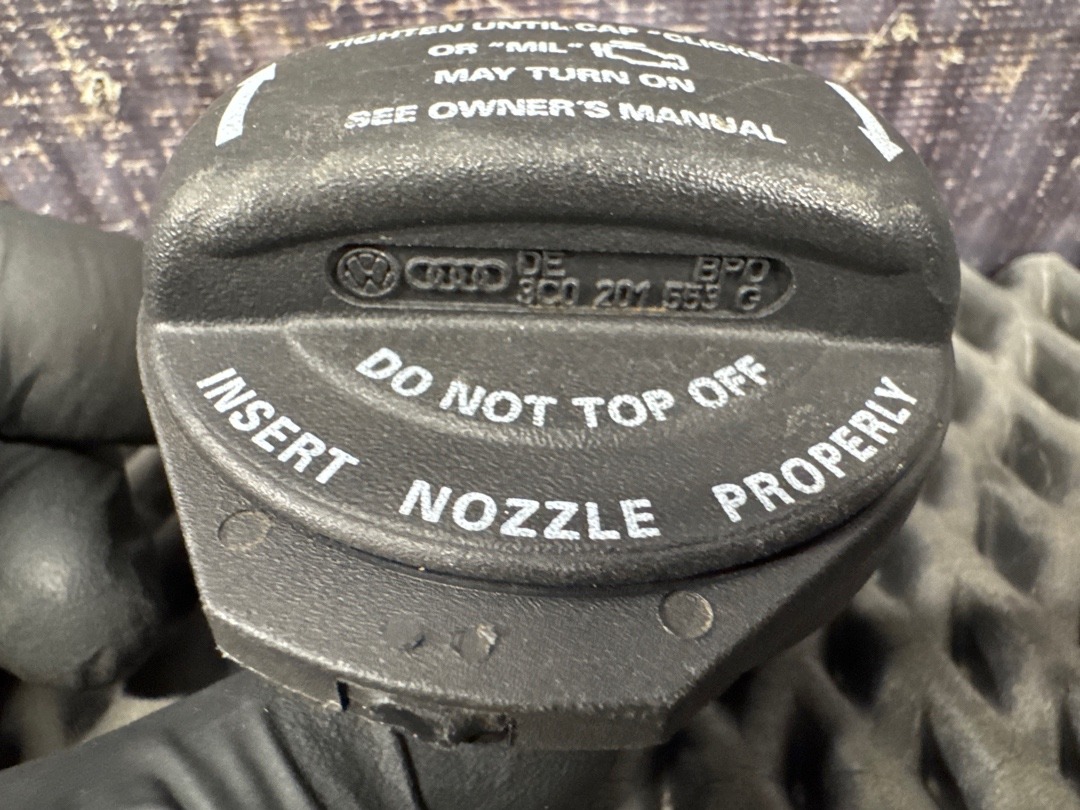 TIGHTEN UNTIL CAP "CLICKS"
OR "MIL"
MAY TURN ON
SEE OWNER'S MANUAL
DE BPD
3C0 201 553 G
DO NOT TOP OFF
INSERT NOZZLE PROPERLY